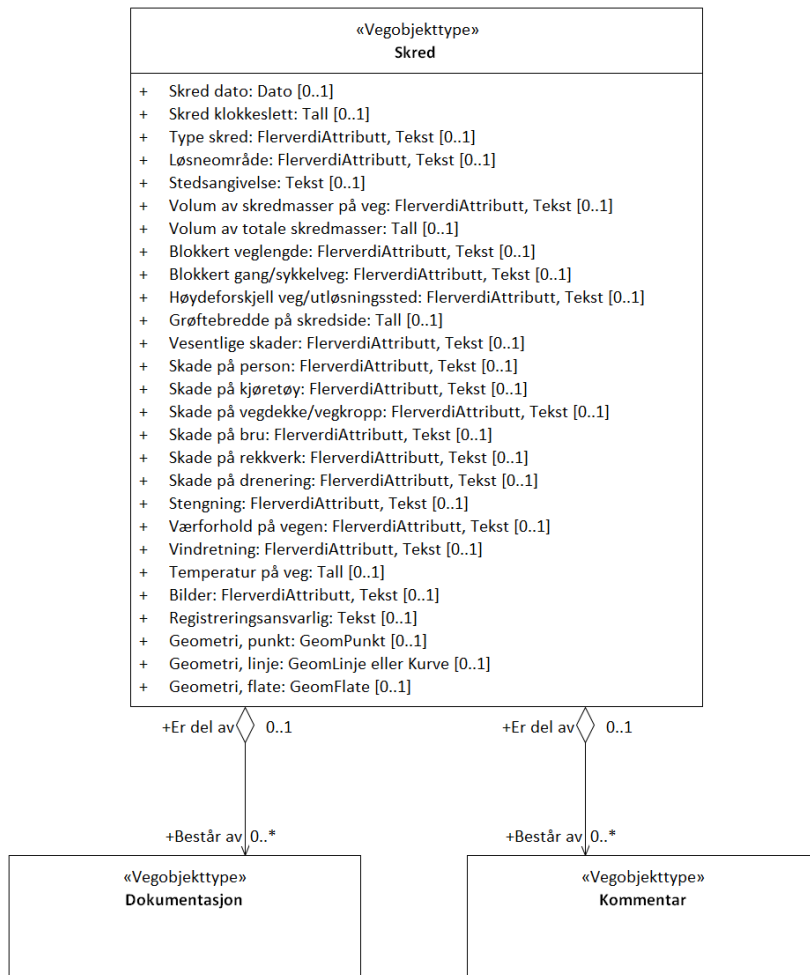 «Vegobjekttype»
Skred
+ Skred dato: Dato [0..1]
+ Skred klokkeslett: Tall [0..1]
+ Type skred: FlerverdiAttributt, Tekst [0..1]
+ Løsneområde: FlerverdiAttributt, Tekst [0..1]
+ Stedsangivelse: Tekst [0..1]
+ Volum av skredmasser på veg: FlerverdiAttributt, Tekst [0..1]
+ Volum av totale skredmasser: Tall [0..1]
+ Blokkert veglengde: FlerverdiAttributt, Tekst [0..1]
+ Blokkert gang/sykkelveg: FlerverdiAttributt, Tekst [0..1]
+ Høydeforskjell veg/utløsningssted: FlerverdiAttributt, Tekst [0..1]
+ Grøftebredde på skredside: Tall [0..1]
+ Vesentlige skader: FlerverdiAttributt, Tekst [0..1]
+ Skade på person: FlerverdiAttributt, Tekst [0..1]
+ Skade på kjøretøy: FlerverdiAttributt, Tekst [0..1]
+ Skade på vegdekke/vegkropp: FlerverdiAttributt, Tekst [0..1]
+ Skade på bru: FlerverdiAttributt, Tekst [0..1]
+ Skade på rekkverk: FlerverdiAttributt, Tekst [0..1]
+ Skade på drenering: FlerverdiAttributt, Tekst [0..1]
+ Stengning: FlerverdiAttributt, Tekst [0..1]
+ Værforhold på vegen: FlerverdiAttributt, Tekst [0..1]
+ Vindretning: FlerverdiAttributt, Tekst [0..1]
+ Temperatur på veg: Tall [0..1]
+ Bilder: FlerverdiAttributt, Tekst [0..1]
+ Registreringsansvarlig: Tekst [0..1]
+ Geometri, punkt: GeomPunkt [0..1]
+ Geometri, linje: GeomLinje eller Kurve [0..1]
+ Geometri, flate: GeomFlate [0..1]
+Er del av 0..1
+Er del av 0..1
+Består av 0..*
+Består av 0..*
«Vegobjekttype»
Dokumentasjon
«Vegobjekttype»
Kommentar